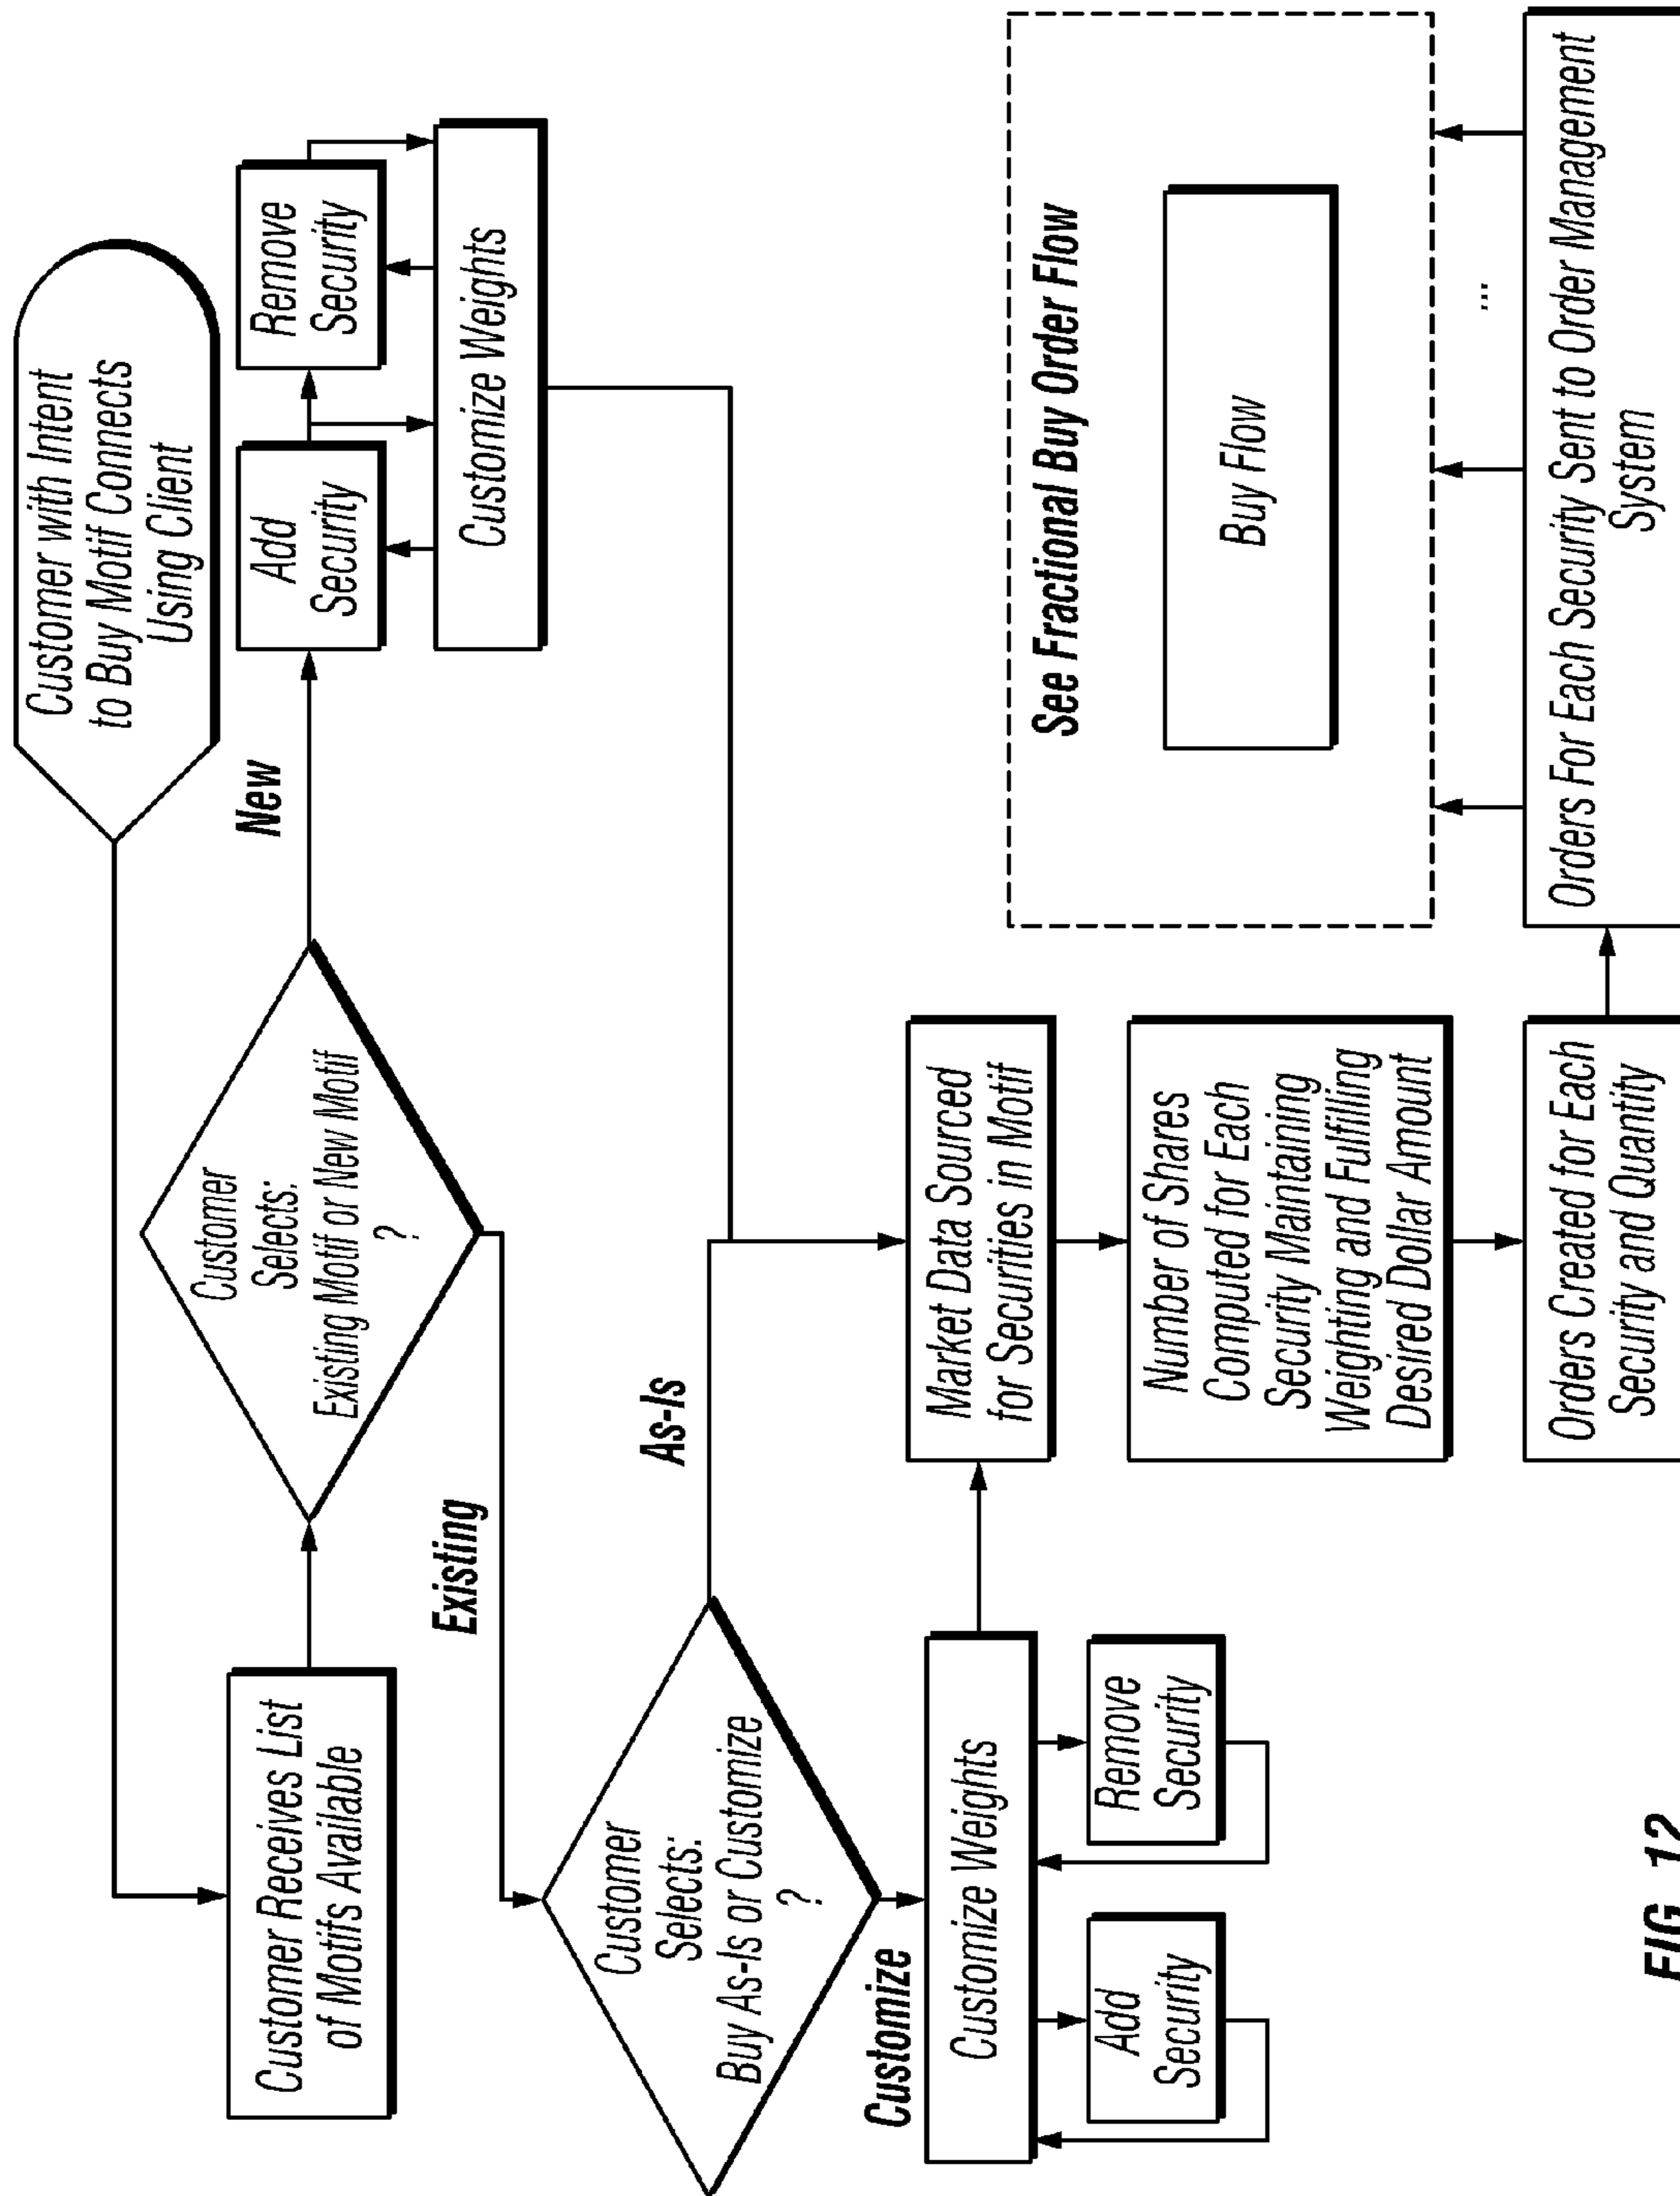 Customer with Intent
to Buy Motif Connects
Using Client
Customer Receives List
of Motifs Available
Customer
Selects:
Existing Motif or New Motif
?
New
Add
Security
Remove
Security
Customize Weights
Existing
Customer
Selects:
Buy As-Is or Customize
?
As-Is
Customize
Customize Weights
Add
Security
Remove
Security
Market Data Sourced
for Securities in Motif
Number of Shares
Computed for Each
Security Maintaining
Weighting and Fulfilling
Desired Dollar Amount
Orders Created for Each
Security and Quantity
Orders For Each Security Sent to Order Management
System
...
See Fractional Buy Order Flow
Buy Flow
FIG. 12